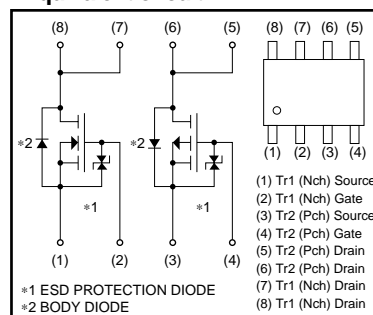 (8) (7) (6) (5)
(8) (7) (6) (5)
∗2 ∗2
∗1 ∗1
(1) (2) (3) (4)
(1) (2) (3) (4)
(1) Tr1 (Nch) Source
(2) Tr1 (Nch) Gate
(3) Tr2 (Pch) Source
(4) Tr2 (Pch) Gate
(5) Tr2 (Pch) Drain
(6) Tr2 (Pch) Drain
(7) Tr1 (Nch) Drain
(8) Tr1 (Nch) Drain
∗1 ESD PROTECTION DIODE
∗2 BODY DIODE